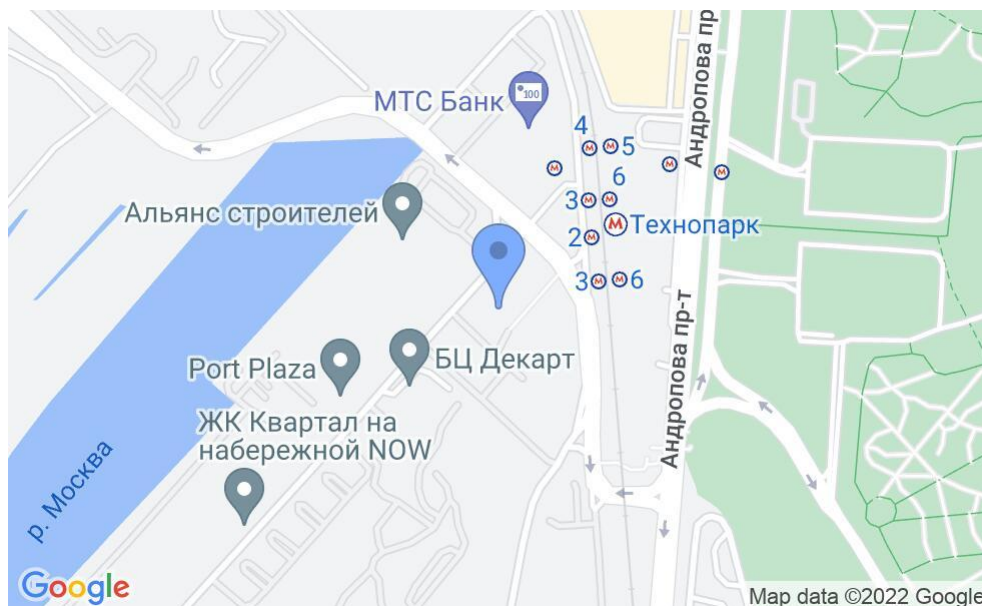 Андропова пр
МТС Банк
100
4
5
6
Альянс строителей
3
Технопарк
2
3
6
Андропова пр-т
Port Plaza
БЦ Декарт
ЖК Квартал на
набережной NOW
р. Москва
Google
Map data ©2022 Google